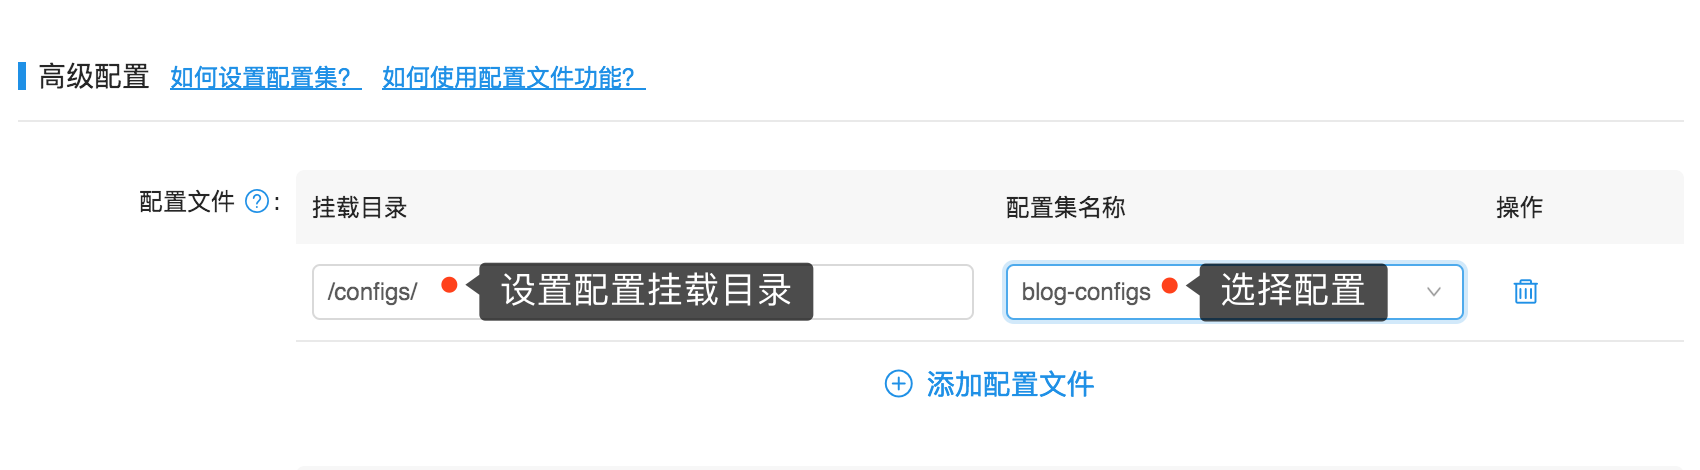 高级配置 如何设置配置集? 如何使用配置文件功能?
配置文件 ? :
挂载目录 配置集名称 操作
/configs/ 设置配置挂载目录 blog-configs 选择配置
添加配置文件